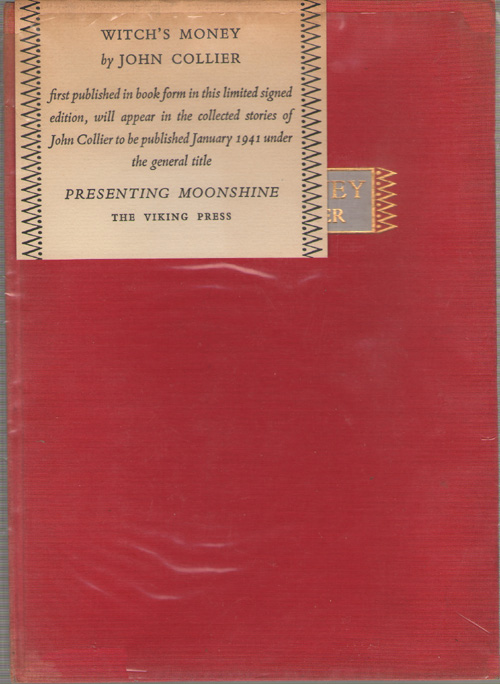 WITCH'S MONEY
by JOHN COLLIER
first published in book form in this limited signed
edition, will appear in the collected stories of
John Collier to be published January 1941 under
the general title
PRESENTING MOONSHINE
THE VIKING PRESS
EY
ER